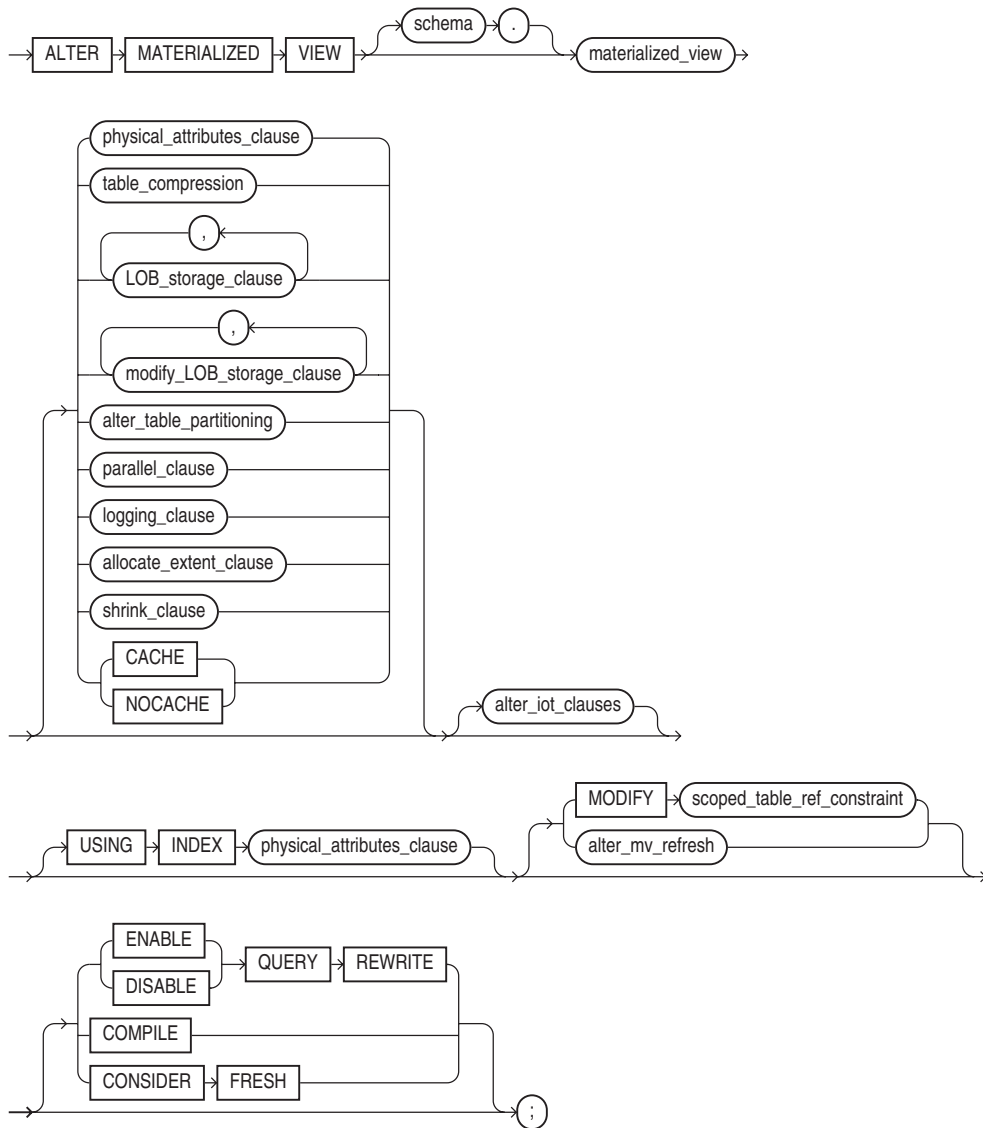 schema .
ALTER MATERIALIZED VIEW materialized_view
physical_attributes_clause
table_compression
,
LOB_storage_clause
,
modify_LOB_storage_clause
alter_table_partitioning
parallel_clause
logging_clause
allocate_extent_clause
shrink_clause
CACHE
NOCACHE
alter_iot_clauses
USING INDEX physical_attributes_clause
MODIFY scoped_table_ref_constraint
alter_mv_refresh
ENABLE
DISABLE
QUERY REWRITE
COMPILE
CONSIDER FRESH
;